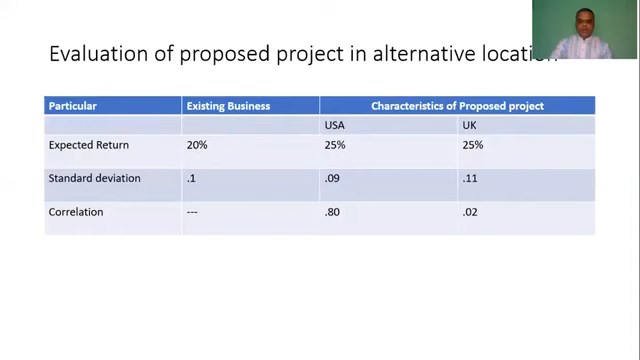 Evaluation of proposed project in alternative location
Particular Existing Business Characteristics of Proposed project
USA UK
Expected Return 20% 25% 25%
Standard deviation .1 .09 .11
Correlation --- .80 .02